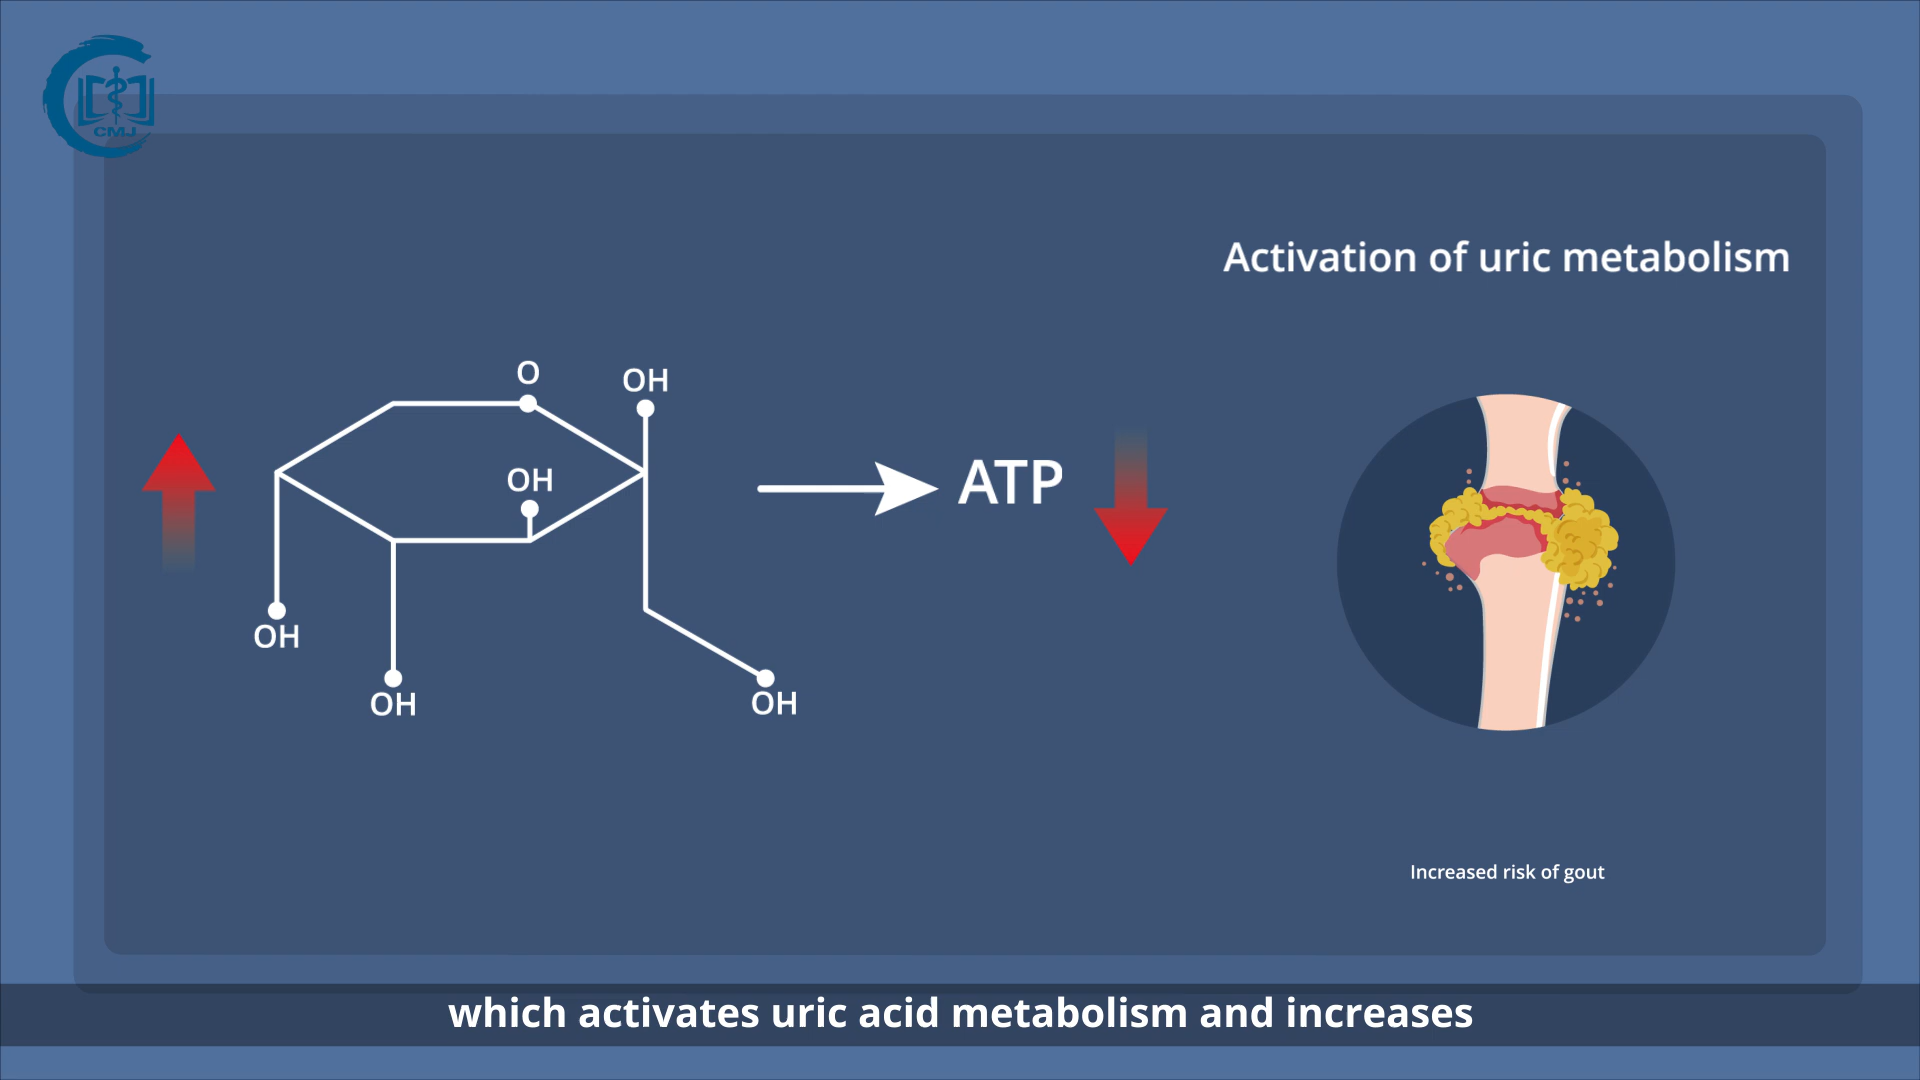 CMJ
Activation of uric metabolism
O
OH
OH
ATP
OH
OH
OH
Increased risk of gout
which activates uric acid metabolism and increases